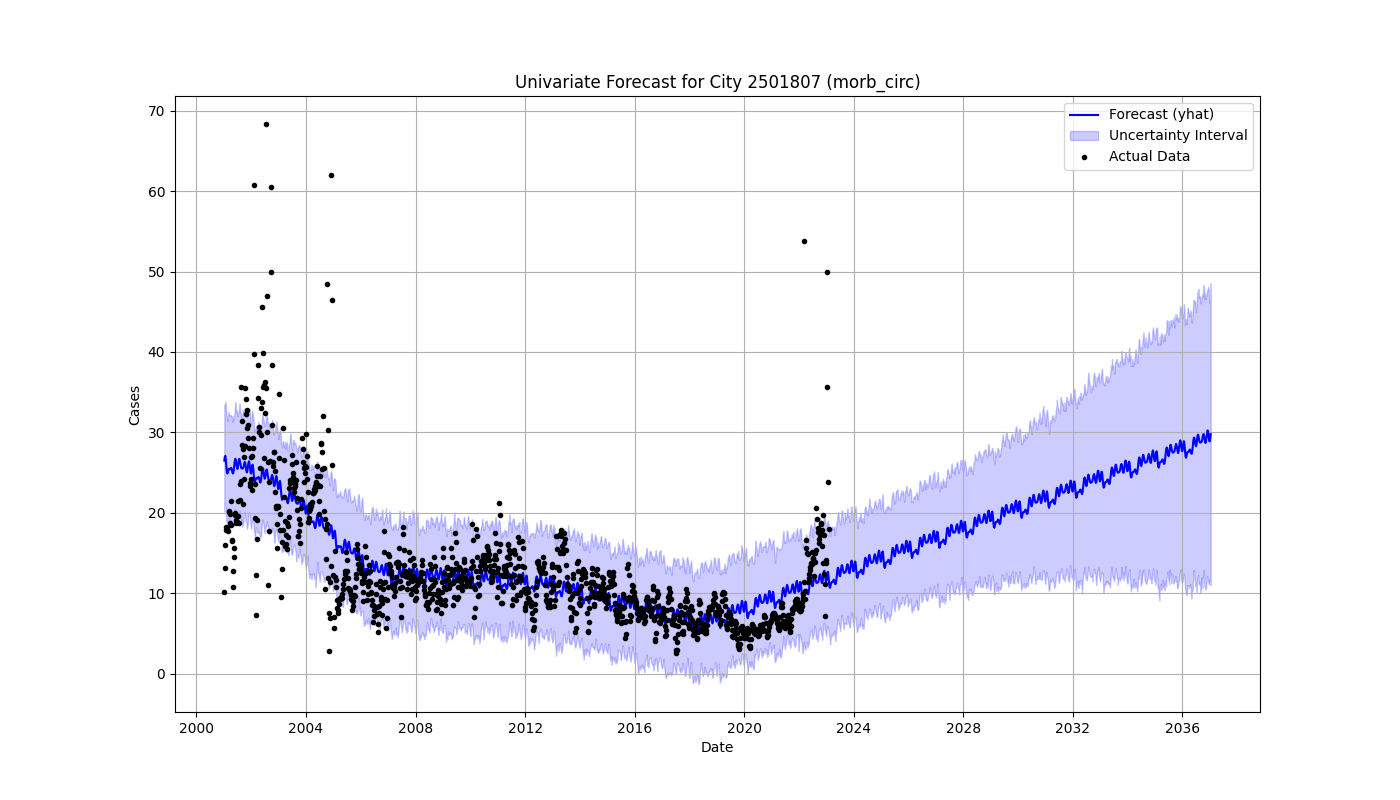 Univariate Forecast for City 2501807 (morb_circ)
Forecast (yhat)
Uncertainty Interval
Actual Data
70
60
50
40
30
20
10
0
Cases
2000 2004 2008 2012 2016 2020 2024 2028 2032 2036
Date